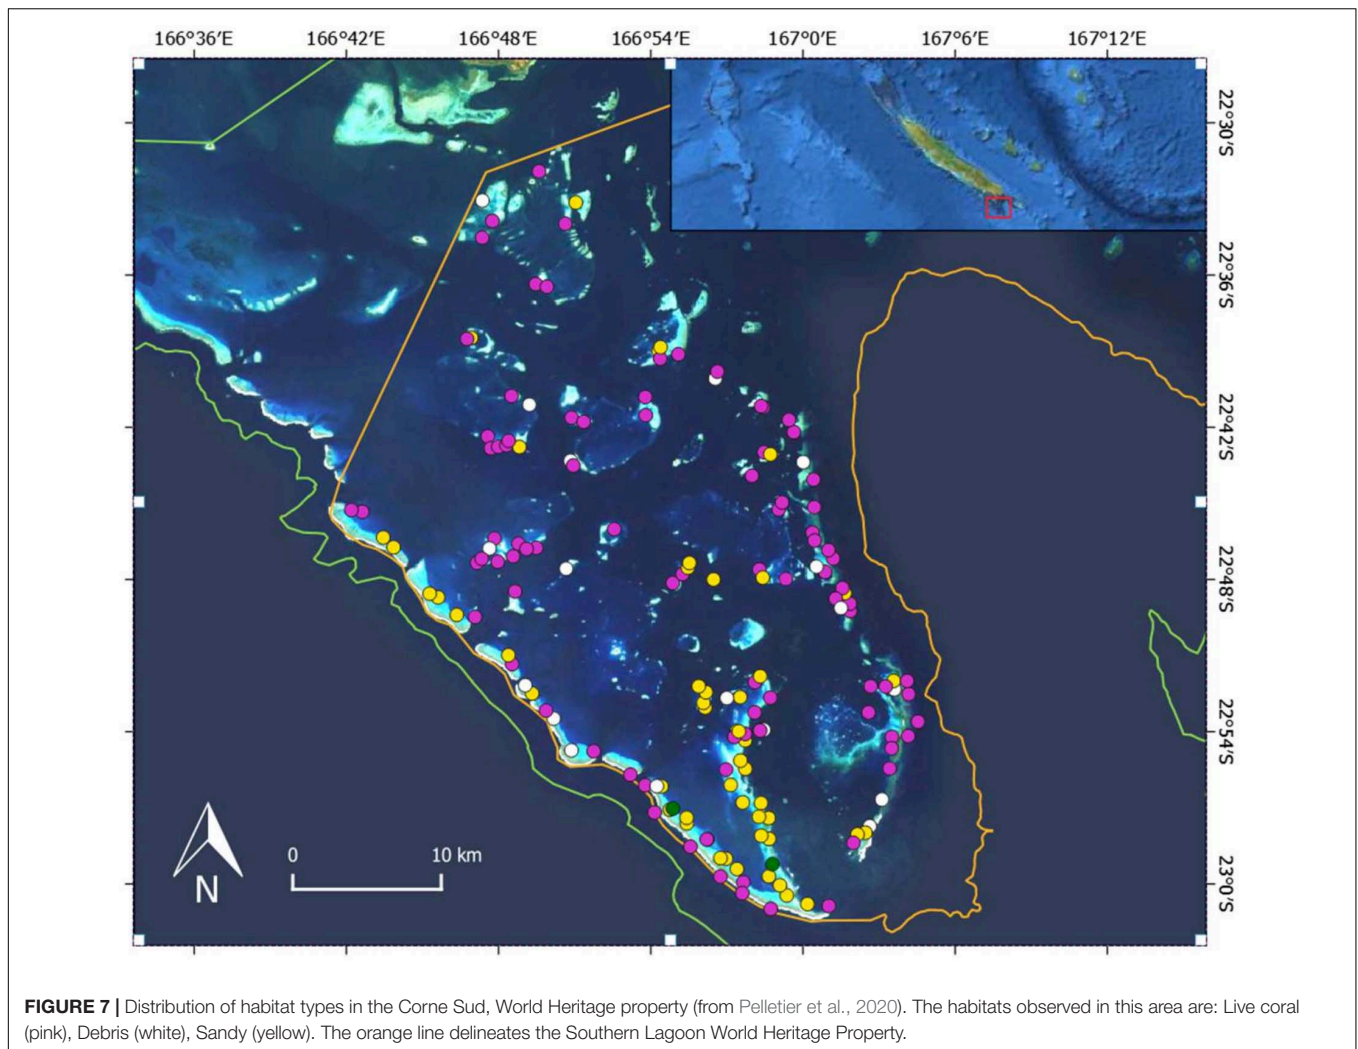 166°36'E 166°42'E 166°48'E 166°54'E 167°0'E 167°6'E 167°12'E
22°30'S
22°36'S
22°42'S
22°48'S
22°54'S
23°0'S
0 10 km
N
FIGURE 7 | Distribution of habitat types in the Corne Sud, World Heritage property (from Pelletier et al., 2020). The habitats observed in this area are: Live coral
(pink), Debris (white), Sandy (yellow). The orange line delineates the Southern Lagoon World Heritage Property.